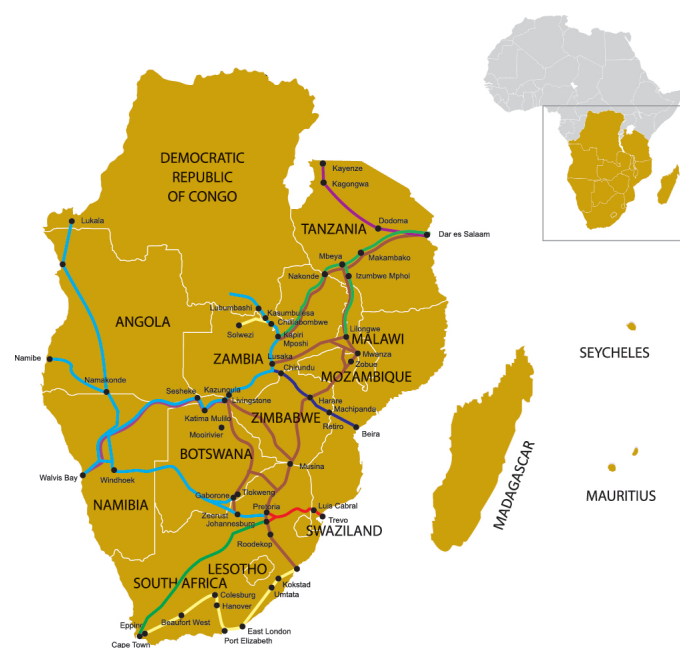 DEMOCRATIC
REPUBLIC
OF CONGO
Kayenze
Kagongwa
Lukala
Dodoma
TANZANIA
Dar es Salaam
Mbeya
Makambako
Nakonde
Izumbwe Mphoi
Lubumbashi
Kasumbulesa
Chililabombwe
ANGOLA
Solwezi
Kapiri
Mposhi
Lilongwe
MALAWI
SEYCHELES
Namibe
ZAMBIA
Lusaka
Mwanza
Zobue
Chirundu
MOZAMBIQUE
Namakonde
Sesheke
Kazungula
Livingstone
Harare
Machipanda
Katima Mulilo
ZIMBABWE
Retiro
Beira
Mooirivier
BOTSWANA
Musina
MADAGASCAR
Walvis Bay
Windhoek
MAURITIUS
NAMIBIA
Gaborone
Tlokweng
Zeerust
Pretoria
Luis Cabral
Johannesburg
Trevo
SWAZILAND
Roodekop
LESOTHO
SOUTH AFRICA
Kokstad
Umtata
Colesburg
Hanover
Epping
Beaufort West
Cape Town
East London
Port Elizabeth